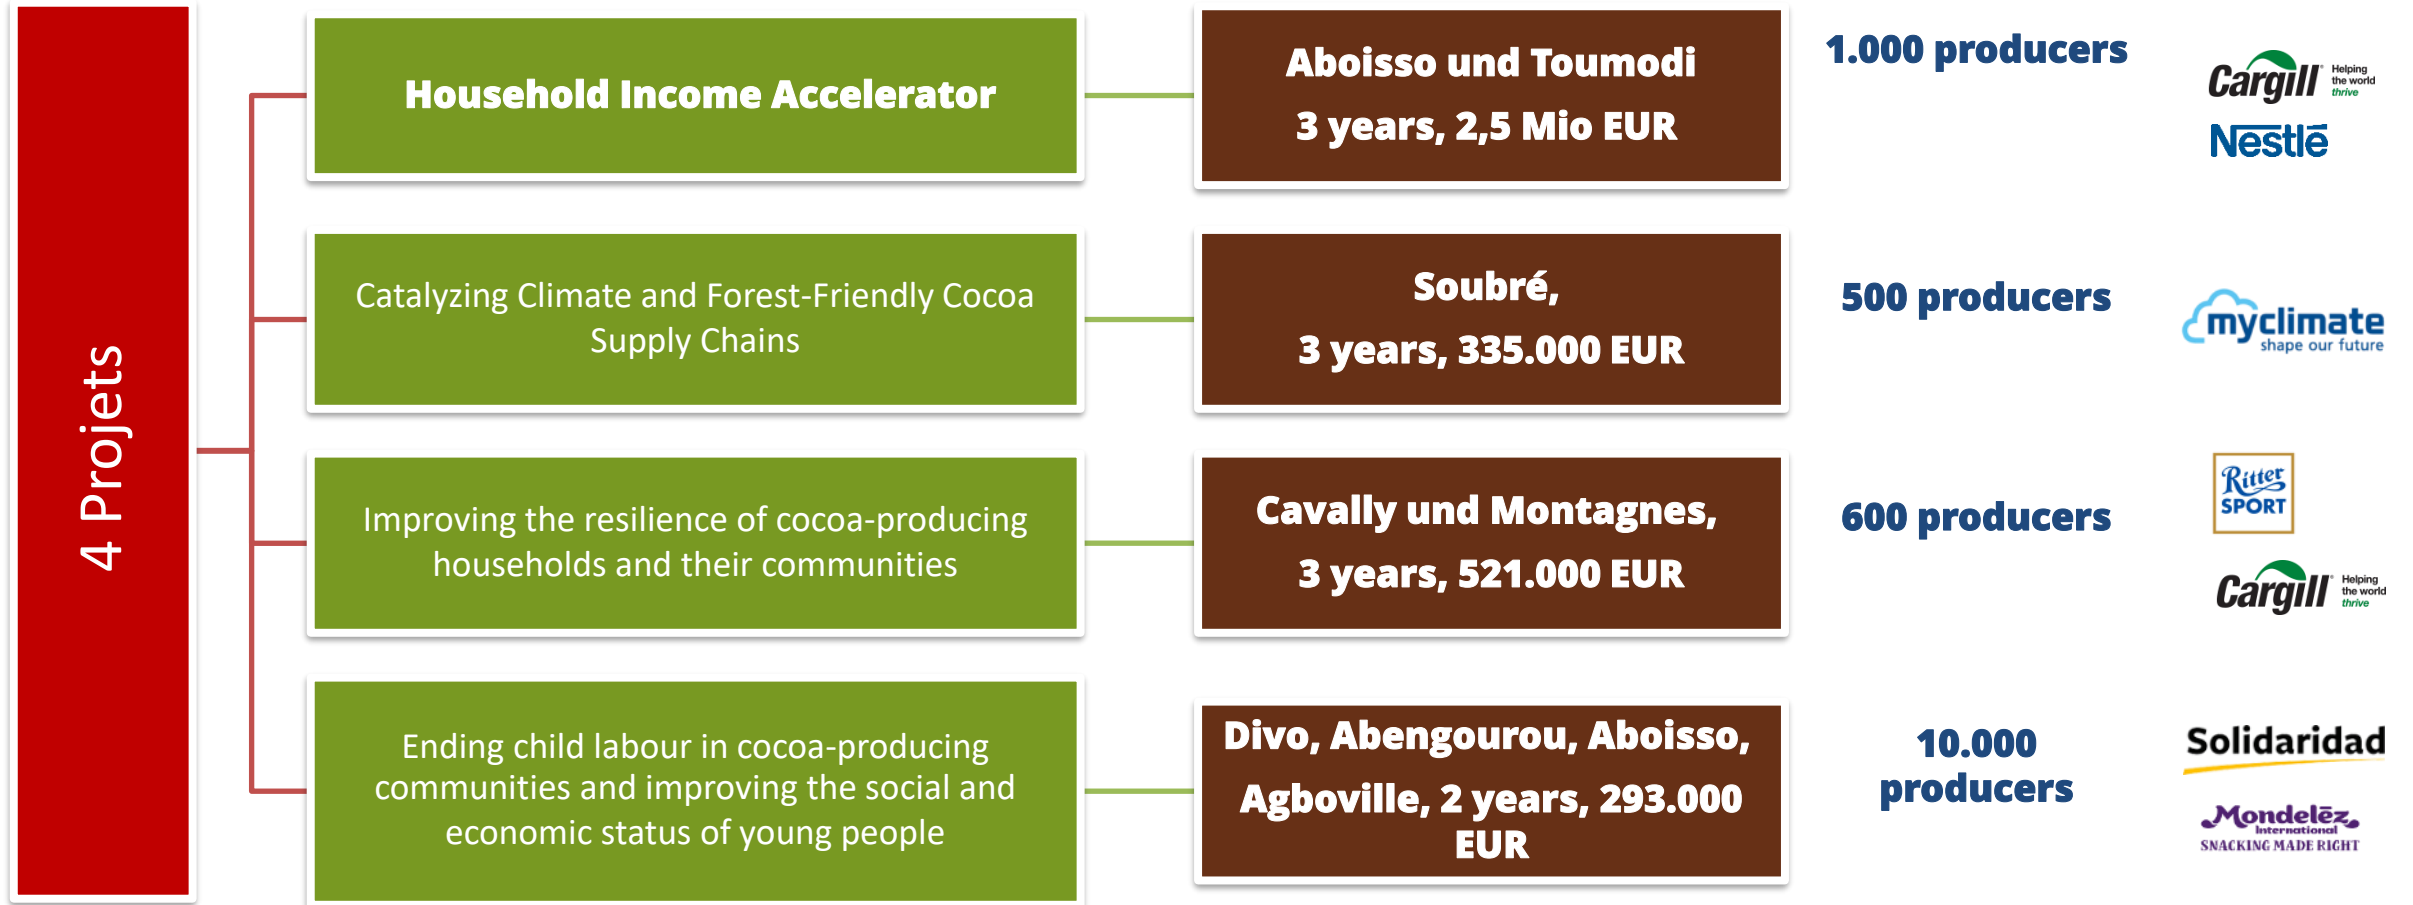 4 Projets
Household Income Accelerator
Aboisso und Toumodi
3 years, 2,5 Mio EUR
1.000 producers
Cargill® Helping
the world
thrive
Nestlé
Catalyzing Climate and Forest-Friendly Cocoa
Supply Chains
Soubré,
3 years, 335.000 EUR
500 producers
myclimate
shape our future
Improving the resilience of cocoa-producing
households and their communities
Cavally und Montagnes,
3 years, 521.000 EUR
600 producers
Ritter
SPORT
Cargill® Helping
the world
thrive
Ending child labour in cocoa-producing
communities and improving the social and
economic status of young people
Divo, Abengourou, Aboisso,
Agboville, 2 years, 293.000
EUR
10.000
producers
Solidaridad
Mondelēz
International
SNACKING MADE RIGHT